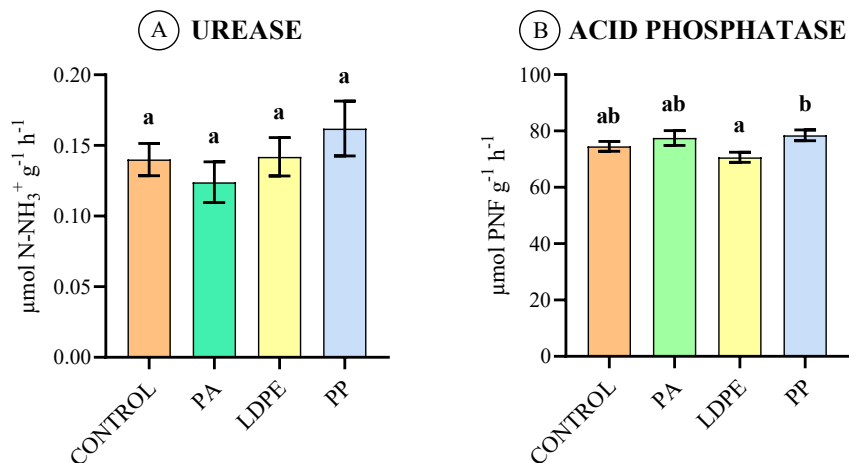 A UREASE
µmol N-NH₃⁺ g⁻¹ h⁻¹
0.20
0.15
0.10
0.05
0.00
a
a
a
a
CONTROL
PA
LDPE
PP
B ACID PHOSPHATASE
µmol PNF g⁻¹ h⁻¹
100
80
60
40
20
0
ab
ab
a
b
CONTROL
PA
LDPE
PP